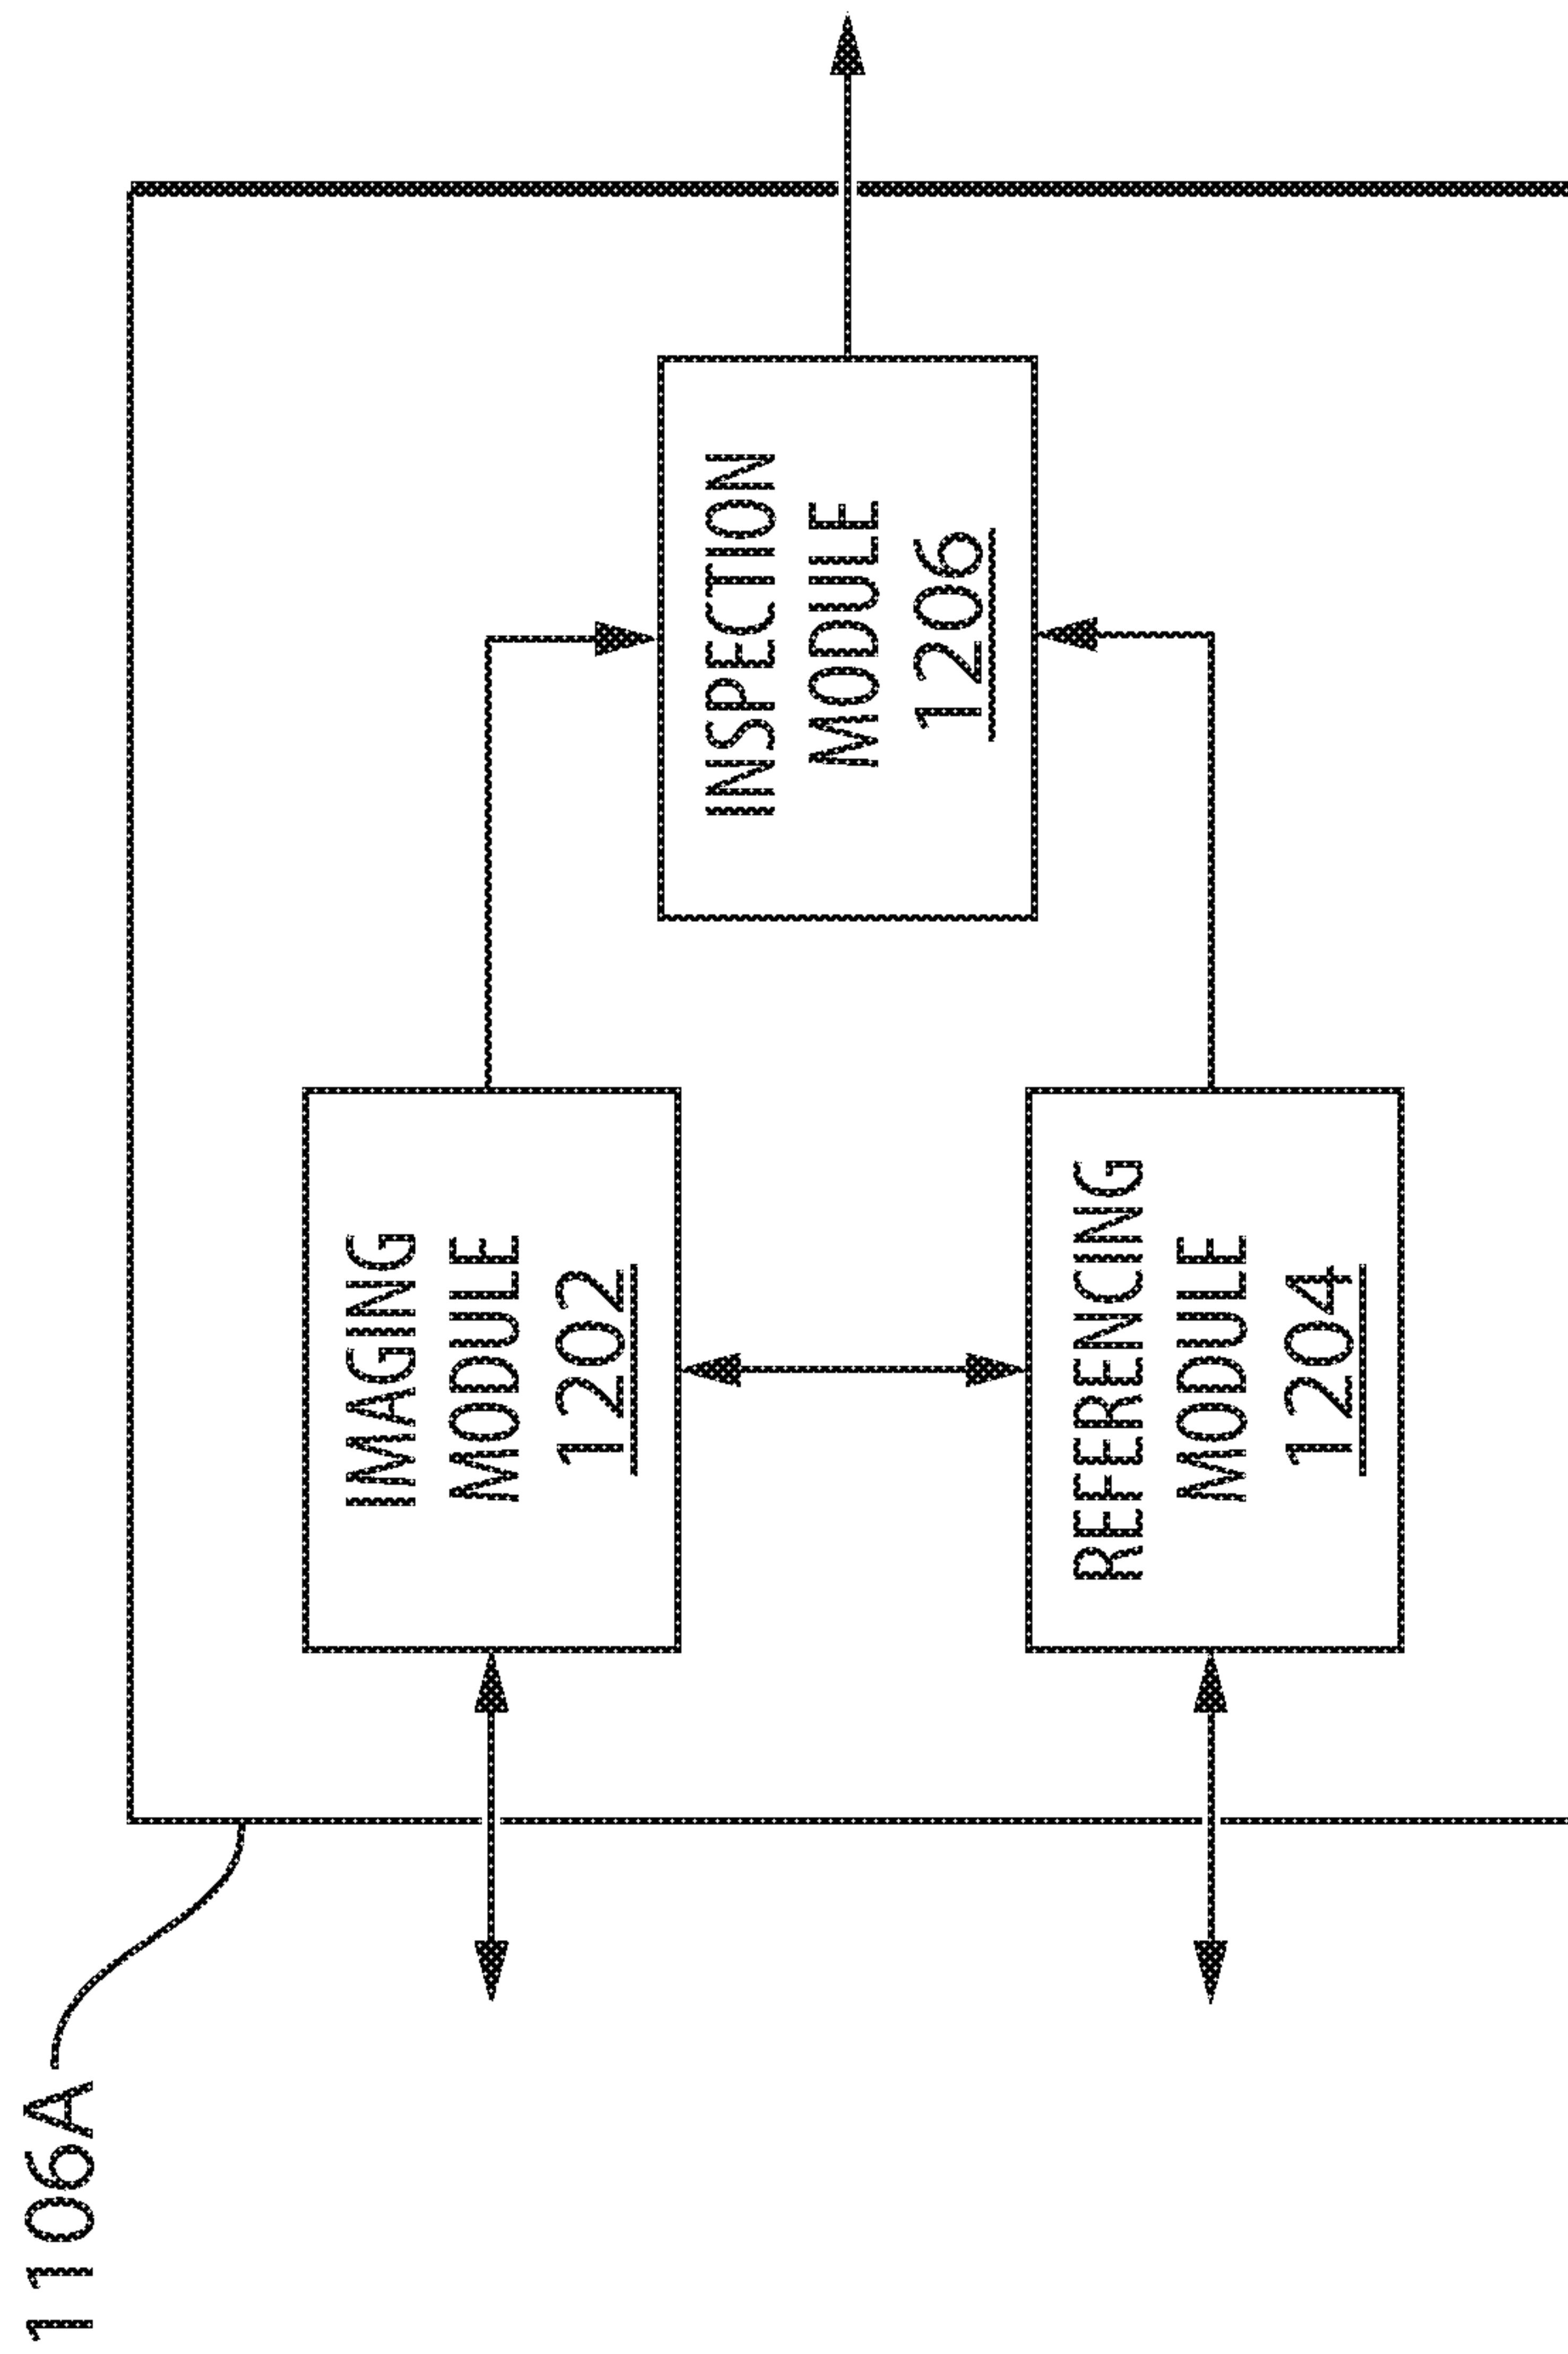 1106A
IMAGING
MODULE
1202
INSPECTION
MODULE
1206
REFERENCING
MODULE
1204